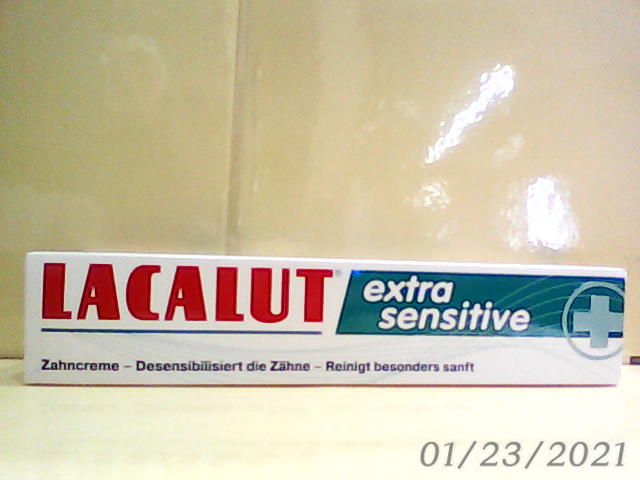 LACALUT®
extra
sensitive
Zahncreme – Desensibilisiert die Zähne – Reinigt besonders sanft
01/23/2021